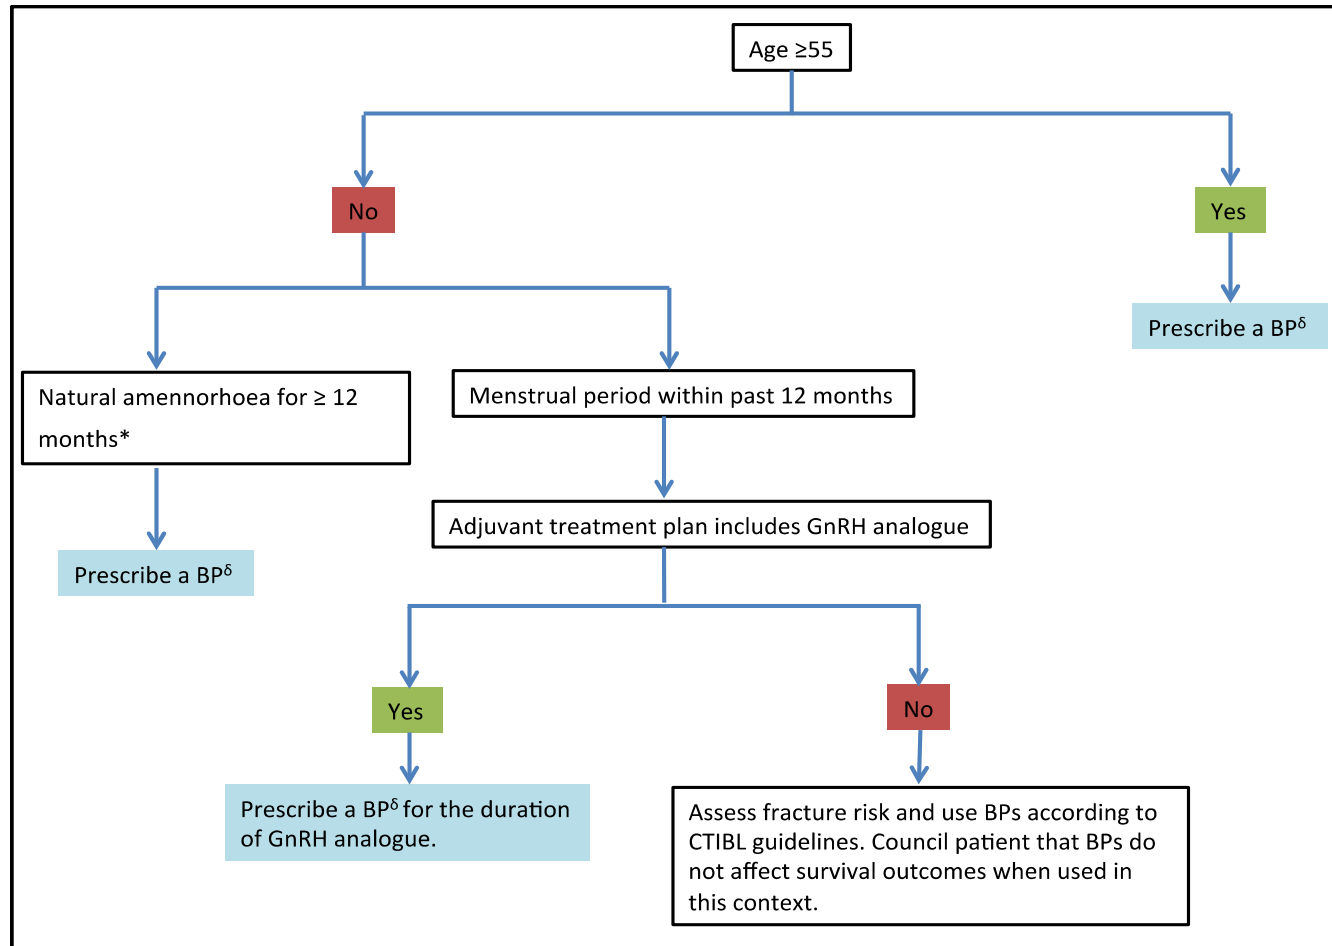 Age ≥55
No
Yes
Prescribe a BPᵟ
Natural amennorhoea for ≥ 12
months*
Menstrual period within past 12 months
Adjuvant treatment plan includes GnRH analogue
Prescribe a BPᵟ
Yes
No
Prescribe a BPᵟ for the duration
of GnRH analogue.
Assess fracture risk and use BPs according to
CTIBL guidelines. Council patient that BPs do
not affect survival outcomes when used in
this context.